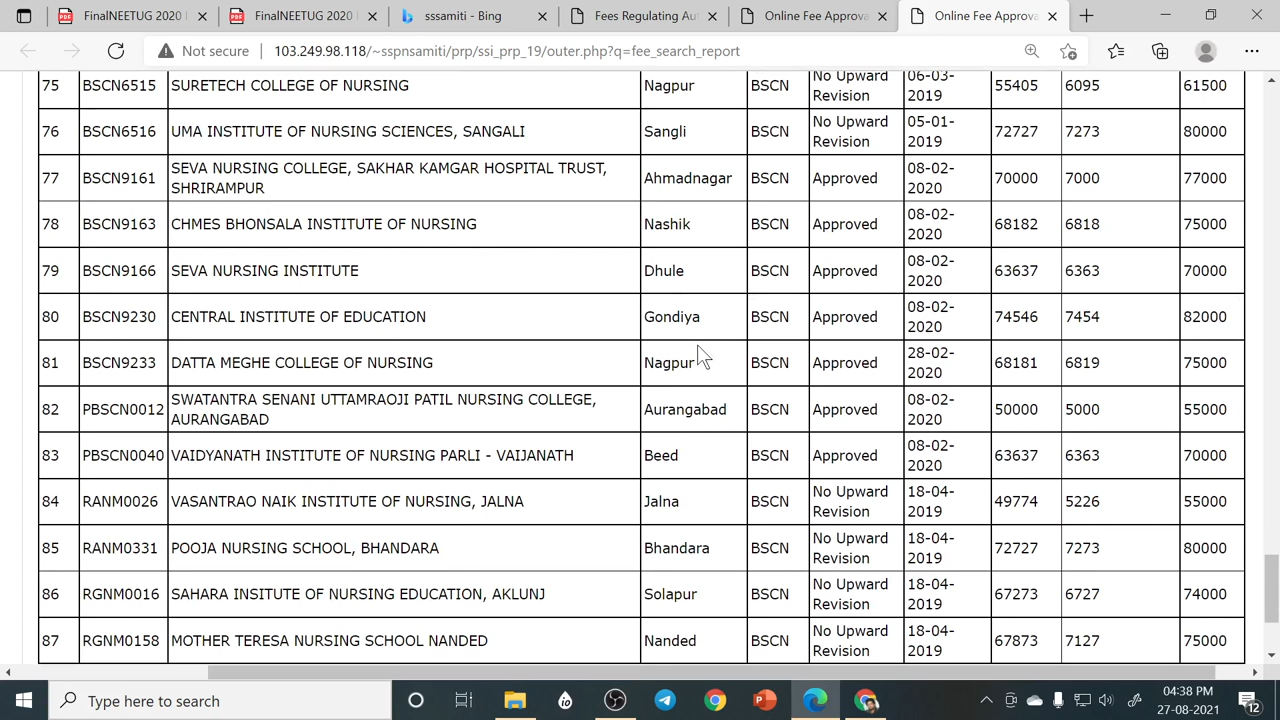 FinalNEETUG 2020
FinalNEETUG 2020
sssamiti - Bing
Fees Regulating Au
Online Fee Approva
Online Fee Approva
Not secure
103.249.98.118/~sspnsamiti/prp/ssi_prp_19/outer.php?q=fee_search_report
75 BSCN6515 SURETECH COLLEGE OF NURSING Nagpur BSCN No Upward Revision 06-03-2019 55405 6095 61500
76 BSCN6516 UMA INSTITUTE OF NURSING SCIENCES, SANGALI Sangli BSCN No Upward Revision 05-01-2019 72727 7273 80000
77 BSCN9161 SEVA NURSING COLLEGE, SAKHAR KAMGAR HOSPITAL TRUST, SHRIRAMPUR Ahmadnagar BSCN Approved 08-02-2020 70000 7000 77000
78 BSCN9163 CHMES BHONSALA INSTITUTE OF NURSING Nashik BSCN Approved 08-02-2020 68182 6818 75000
79 BSCN9166 SEVA NURSING INSTITUTE Dhule BSCN Approved 08-02-2020 63637 6363 70000
80 BSCN9230 CENTRAL INSTITUTE OF EDUCATION Gondiya BSCN Approved 08-02-2020 74546 7454 82000
81 BSCN9233 DATTA MEGHE COLLEGE OF NURSING Nagpur BSCN Approved 28-02-2020 68181 6819 75000
82 PBSCN0012 SWATANTRA SENANI UTTAMRAOJI PATIL NURSING COLLEGE, AURANGABAD Aurangabad BSCN Approved 08-02-2020 50000 5000 55000
83 PBSCN0040 VAIDYANATH INSTITUTE OF NURSING PARLI - VAIJANATH Beed BSCN Approved 08-02-2020 63637 6363 70000
84 RANM0026 VASANTRAO NAIK INSTITUTE OF NURSING, JALNA Jalna BSCN No Upward Revision 18-04-2019 49774 5226 55000
85 RANM0331 POOJA NURSING SCHOOL, BHANDARA Bhandara BSCN No Upward Revision 18-04-2019 72727 7273 80000
86 RGNM0016 SAHARA INSITUTE OF NURSING EDUCATION, AKLUNJ Solapur BSCN No Upward Revision 18-04-2019 67273 6727 74000
87 RGNM0158 MOTHER TERESA NURSING SCHOOL NANDED Nanded BSCN No Upward Revision 18-04-2019 67873 7127 75000
Type here to search
04:38 PM
27-08-2021
12